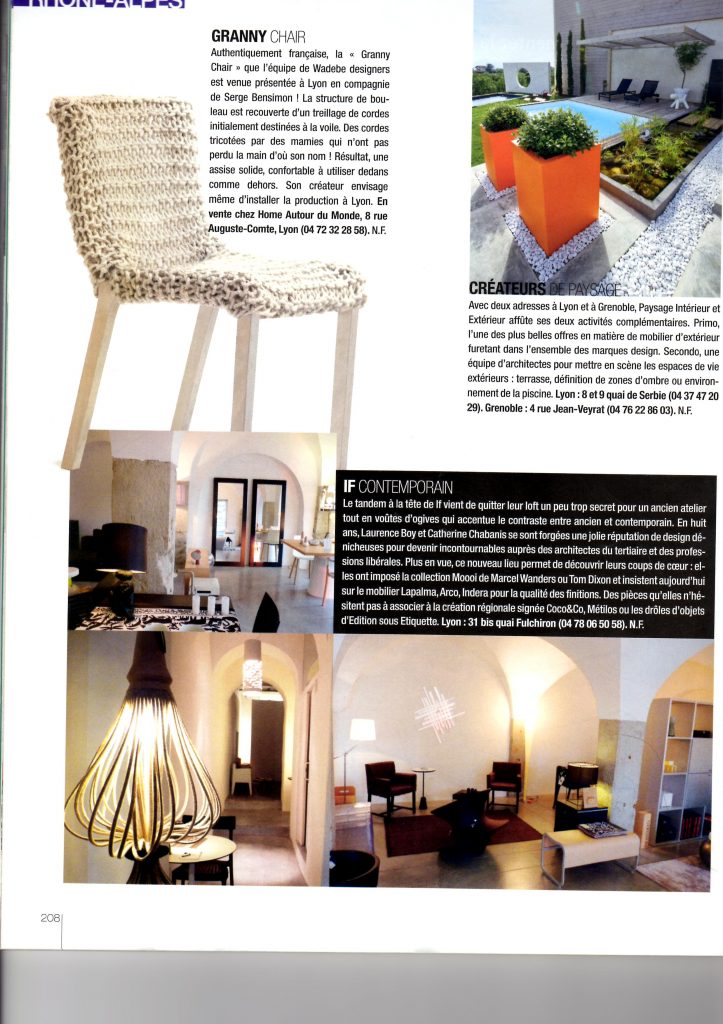 RHÔNE-ALPES
GRANNY CHAIR
Authentiquement française, la « Granny
Chair » que l'équipe de Wadebe designers
est venue présentée à Lyon en compagnie
de Serge Bensimon ! La structure de bou-
leau est recouverte d'un treillage de cordes
initialement destinées à la voile. Des cordes
tricotées par des mamies qui n'ont pas
perdu la main d'où son nom ! Résultat, une
assise solide, confortable à utiliser dedans
comme dehors. Son créateur envisage
même d'installer la production à Lyon. En
vente chez Home Autour du Monde, 8 rue
Auguste-Comte, Lyon (04 72 32 28 58). N.F.
CRÉATEURS DE PAYSAGE
Avec deux adresses à Lyon et à Grenoble, Paysage Intérieur et
Extérieur affûte ses deux activités complémentaires. Primo,
l'une des plus belles offres en matière de mobilier d'extérieur
furetant dans l'ensemble des marques design. Secondo, une
équipe d'architectes pour mettre en scène les espaces de vie
extérieurs : terrasse, définition de zones d'ombre ou environ-
nement de la piscine. Lyon : 8 et 9 quai de Serbie (04 37 47 20
29). Grenoble : 4 rue Jean-Veyrat (04 76 22 86 03). N.F.
IF CONTEMPORAIN
Le tandem à la tête de If vient de quitter leur loft un peu trop secret pour un ancien atelier
tout en voûtes d'ogives qui accentue le contraste entre ancien et contemporain. En huit
ans, Laurence Boy et Catherine Chabanis se sont forgées une jolie réputation de design dé-
nicheuses pour devenir incontournables auprès des architectes du tertiaire et des profes-
sions libérales. Plus en vue, ce nouveau lieu permet de découvrir leurs coups de cœur : el-
les ont imposé la collection Moooi de Marcel Wanders ou Tom Dixon et insistent aujourd'hui
sur le mobilier Lapalma, Arco, Indera pour la qualité des finitions. Des pièces qu'elles n'hé-
sitent pas à associer à la création régionale signée Coco&Co, Métilos ou les drôles d'objets
d'Edition sous Etiquette. Lyon : 31 bis quai Fulchiron (04 78 06 50 58). N.F.
208